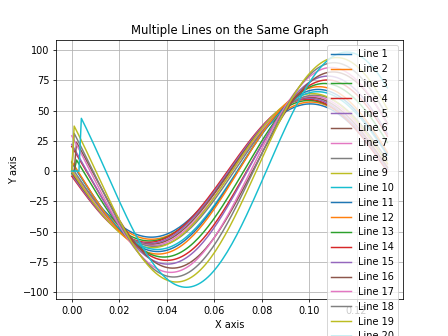 Multiple Lines on the Same Graph
100
75
50
25
0
−25
−50
−75
−100
Y axis
0.00
0.02
0.04
0.06
0.08
0.10
X axis
Line 1
Line 2
Line 3
Line 4
Line 5
Line 6
Line 7
Line 8
Line 9
Line 10
Line 11
Line 12
Line 13
Line 14
Line 15
Line 16
Line 17
Line 18
Line 19
Line 20